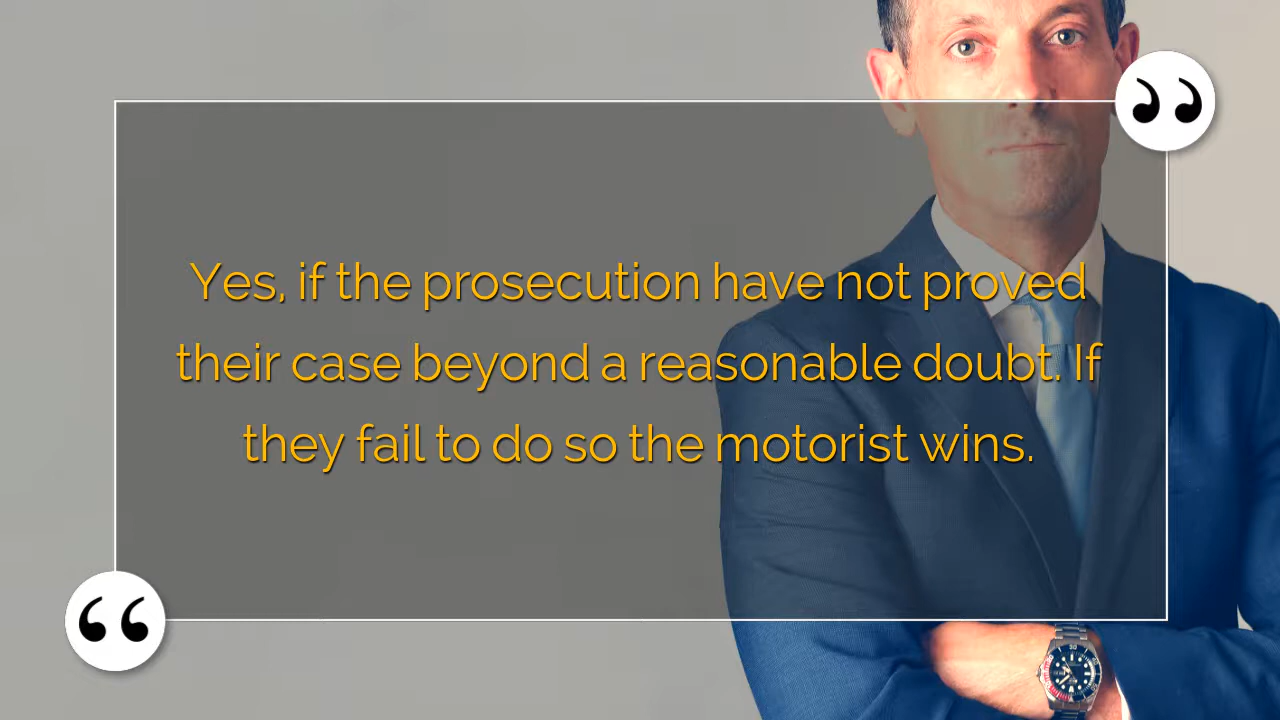 Yes, if the prosecution have not proved
their case beyond a reasonable doubt. If
they fail to do so the motorist wins.